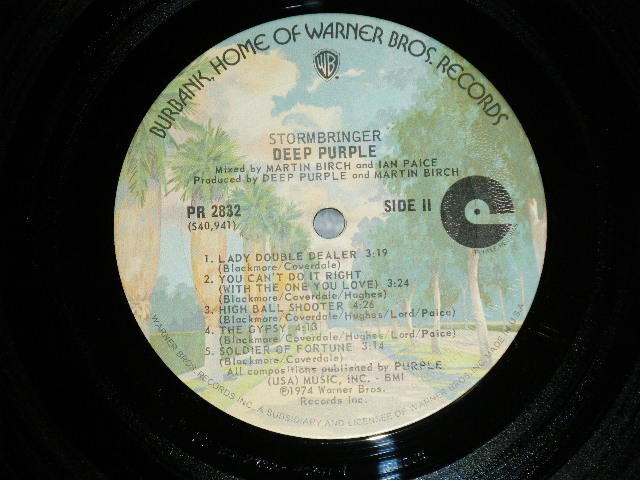 BURBANK, HOME OF WARNER BROS. RECORDS
WB
STORMBRINGER
DEEP PURPLE
Mixed by MARTIN BIRCH and IAN PAICE
Produced by DEEP PURPLE and MARTIN BIRCH
PR 2832
(S40,941)
SIDE II
1. LADY DOUBLE DEALER 3:19
(Blackmore/Coverdale)
2. YOU CAN'T DO IT RIGHT
(WITH THE ONE YOU LOVE) 3:24
(Blackmore/Coverdale/Hughes)
3. HIGH BALL SHOOTER 4:26
(Blackmore/Coverdale/Hughes/Lord/Paice)
4. THE GYPSY 4:13
(Blackmore/Coverdale/Hughes/Lord/Paice)
5. SOLDIER OF FORTUNE 3:14
(Blackmore/Coverdale)
All compositions published by PURPLE
(USA) MUSIC, INC. - BMI
℗1974 Warner Bros.
Records Inc.
WARNER BROS. RECORDS INC., A SUBSIDIARY AND LICENSEE OF WARNER BROS. INC. MADE IN U.S.A.